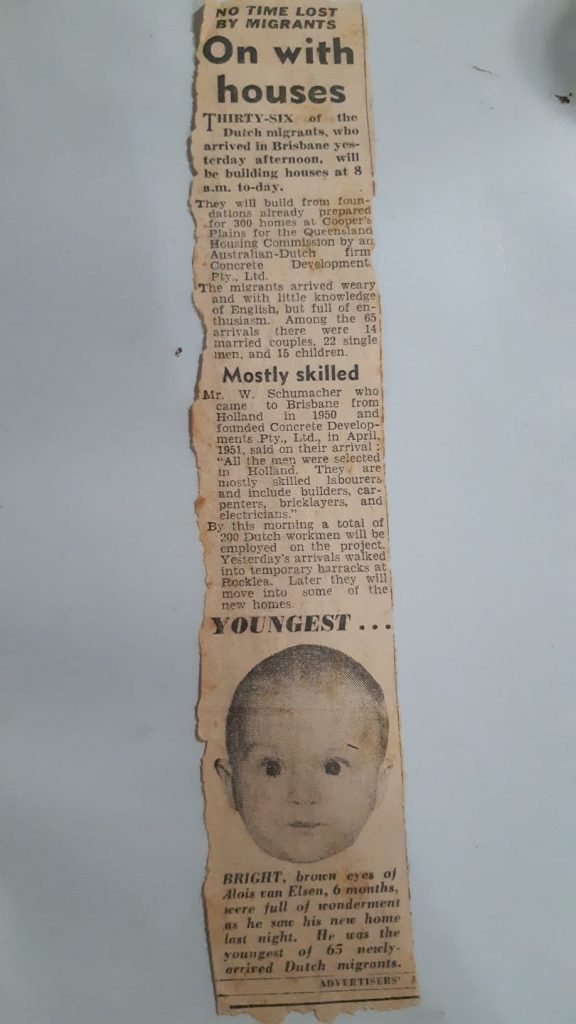 NO TIME LOST
BY MIGRANTS
On with
houses
THIRTY-SIX of the
Dutch migrants, who
arrived in Brisbane yes-
terday afternoon, will
be building houses at 8
a.m. to-day.
They will build from foun-
dations already prepared
for 300 homes at Cooper's
Plains for the Queensland
Housing Commission by an
Australian-Dutch firm
Concrete Development
Pty., Ltd.
The migrants arrived weary
and with little knowledge
of English, but full of en-
thusiasm. Among the 65
arrivals there were 14
married couples, 22 single
men, and 15 children.
Mostly skilled
Mr. W. Schumacher who
came to Brisbane from
Holland in 1950 and
founded Concrete Develop-
ments Pty., Ltd., in April,
1951, said on their arrival:
"All the men were selected
in Holland. They are
mostly skilled labourers
and include builders, car-
penters, bricklayers, and
electricians."
By this morning a total of
200 Dutch workmen will be
employed on the project.
Yesterday's arrivals walked
into temporary barracks at
Rocklea. Later they will
move into some of the
new homes.
YOUNGEST ...
BRIGHT, brown eyes of
Alois van Elsen, 6 months,
were full of wonderment
as he saw his new home
last night. He was the
youngest of 65 newly-
arrived Dutch migrants.
ADVERTISERS'